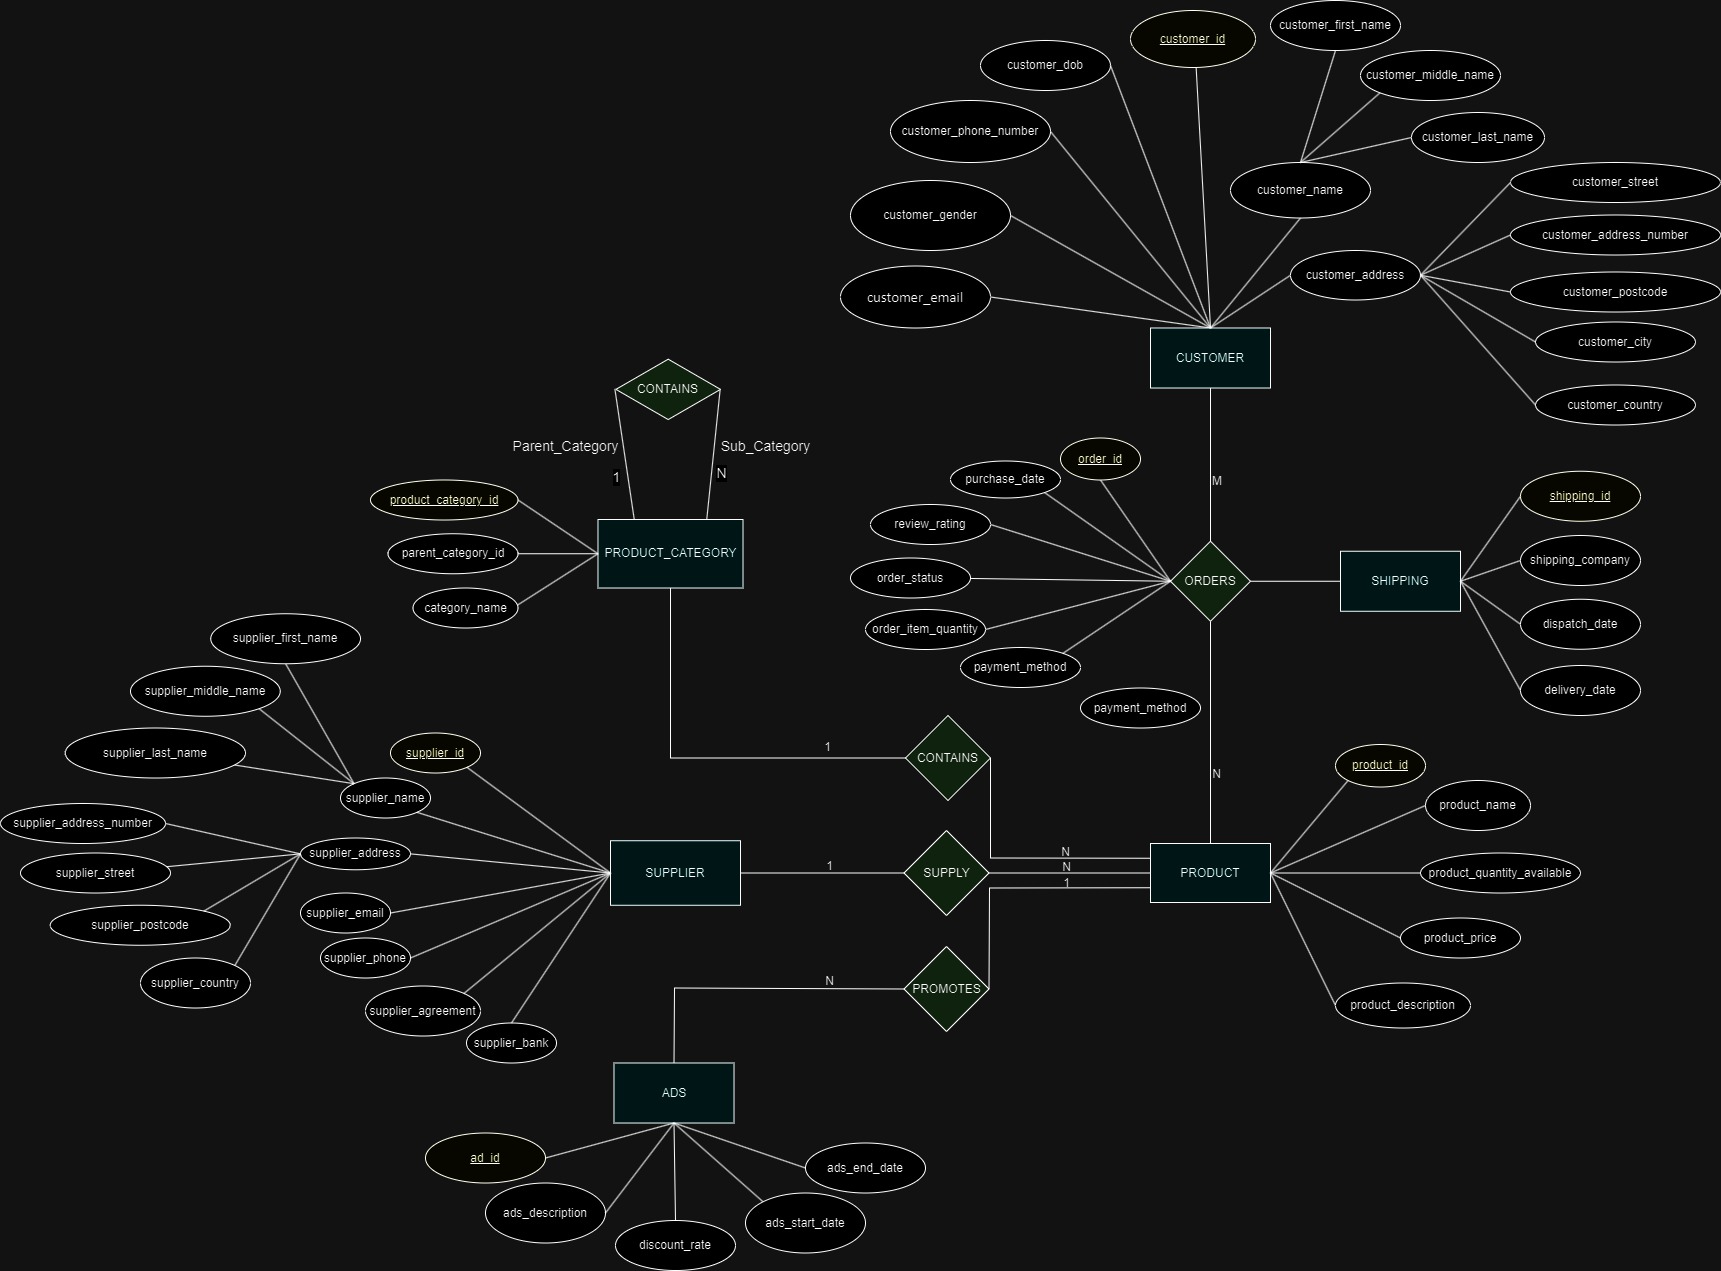 customer_first_name
customer_id
customer_dob
customer_middle_name
customer_phone_number
customer_last_name
customer_name
customer_street
customer_gender
customer_address_number
customer_address
customer_email
customer_postcode
customer_city
CUSTOMER
CONTAINS
customer_country
Parent_Category
Sub_Category
order_id
1
N
purchase_date
M
product_category_id
shipping_id
review_rating
parent_category_id
PRODUCT_CATEGORY
shipping_company
order_status
ORDERS
SHIPPING
category_name
order_item_quantity
dispatch_date
supplier_first_name
payment_method
supplier_middle_name
delivery_date
payment_method
supplier_last_name
supplier_id
1
CONTAINS
N
product_id
supplier_name
product_name
supplier_address_number
supplier_address
N
supplier_street
SUPPLIER
1
SUPPLY
N
PRODUCT
product_quantity_available
1
supplier_email
supplier_postcode
product_price
supplier_phone
supplier_country
N
PROMOTES
product_description
supplier_agreement
supplier_bank
ADS
ad_id
ads_end_date
ads_description
ads_start_date
discount_rate